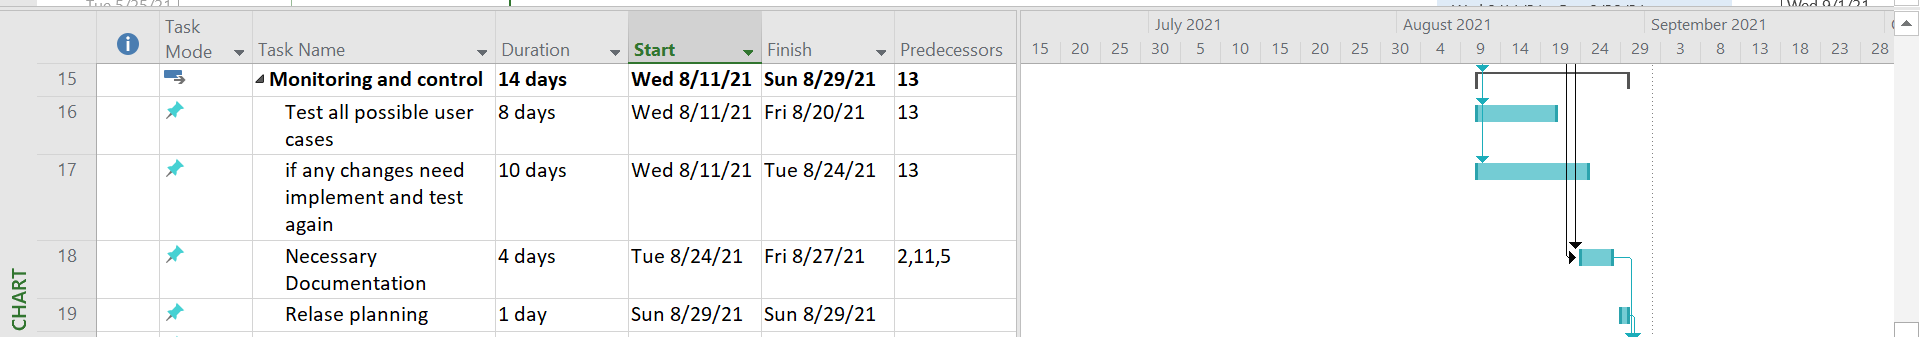 Tue 5/25/21
Wed 9/1/21
Task Mode
Task Name
Duration
Start
Finish
Predecessors
July 2021
August 2021
September 2021
15 20 25 30 5 10 15 20 25 30 4 9 14 19 24 29 3 8 13 18 23 28
15 Monitoring and control 14 days Wed 8/11/21 Sun 8/29/21 13
16 Test all possible user 8 days Wed 8/11/21 Fri 8/20/21 13
cases
17 if any changes need 10 days Wed 8/11/21 Tue 8/24/21 13
implement and test
again
18 Necessary 4 days Tue 8/24/21 Fri 8/27/21 2,11,5
Documentation
19 Relase planning 1 day Sun 8/29/21 Sun 8/29/21
CHART